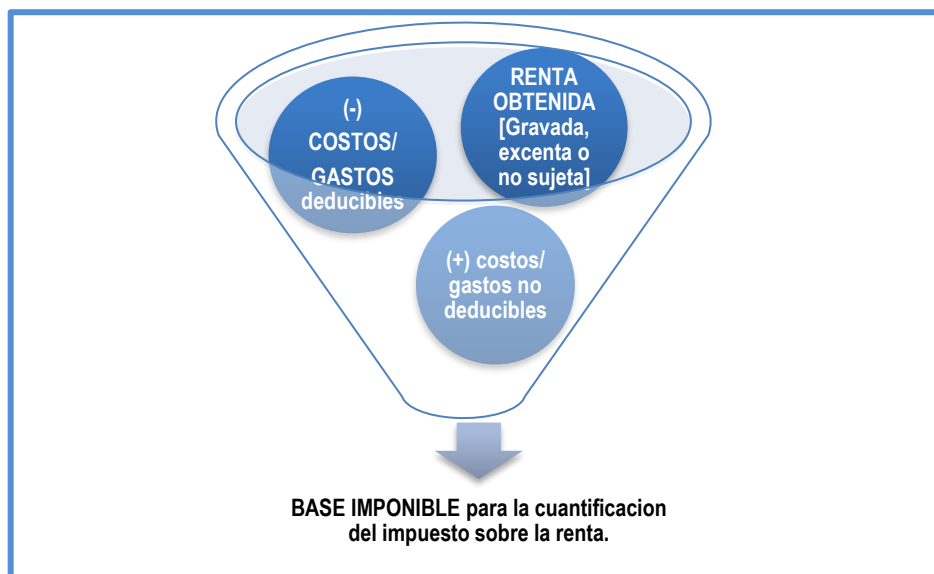 (-)
COSTOS/
GASTOS
deducibles
RENTA
OBTENIDA
[Gravada,
excenta o
no sujeta]
(+) costos/
gastos no
deducibles
BASE IMPONIBLE para la cuantificacion
del impuesto sobre la renta.